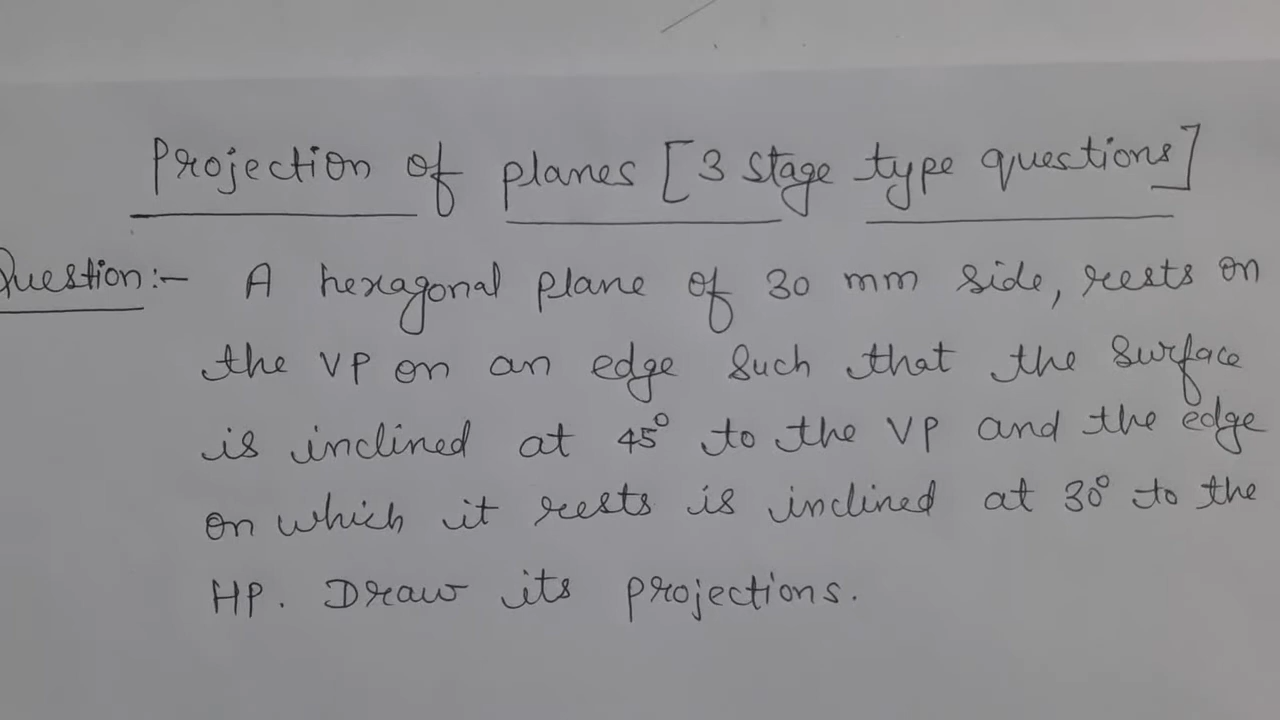 Projection of planes [3 stage type questions]
Question:- A hexagonal plane of 30 mm side, rests on
the VP on an edge such that the surface
is inclined at 45° to the VP and the edge
on which it rests is inclined at 30° to the
HP. Draw its projections.